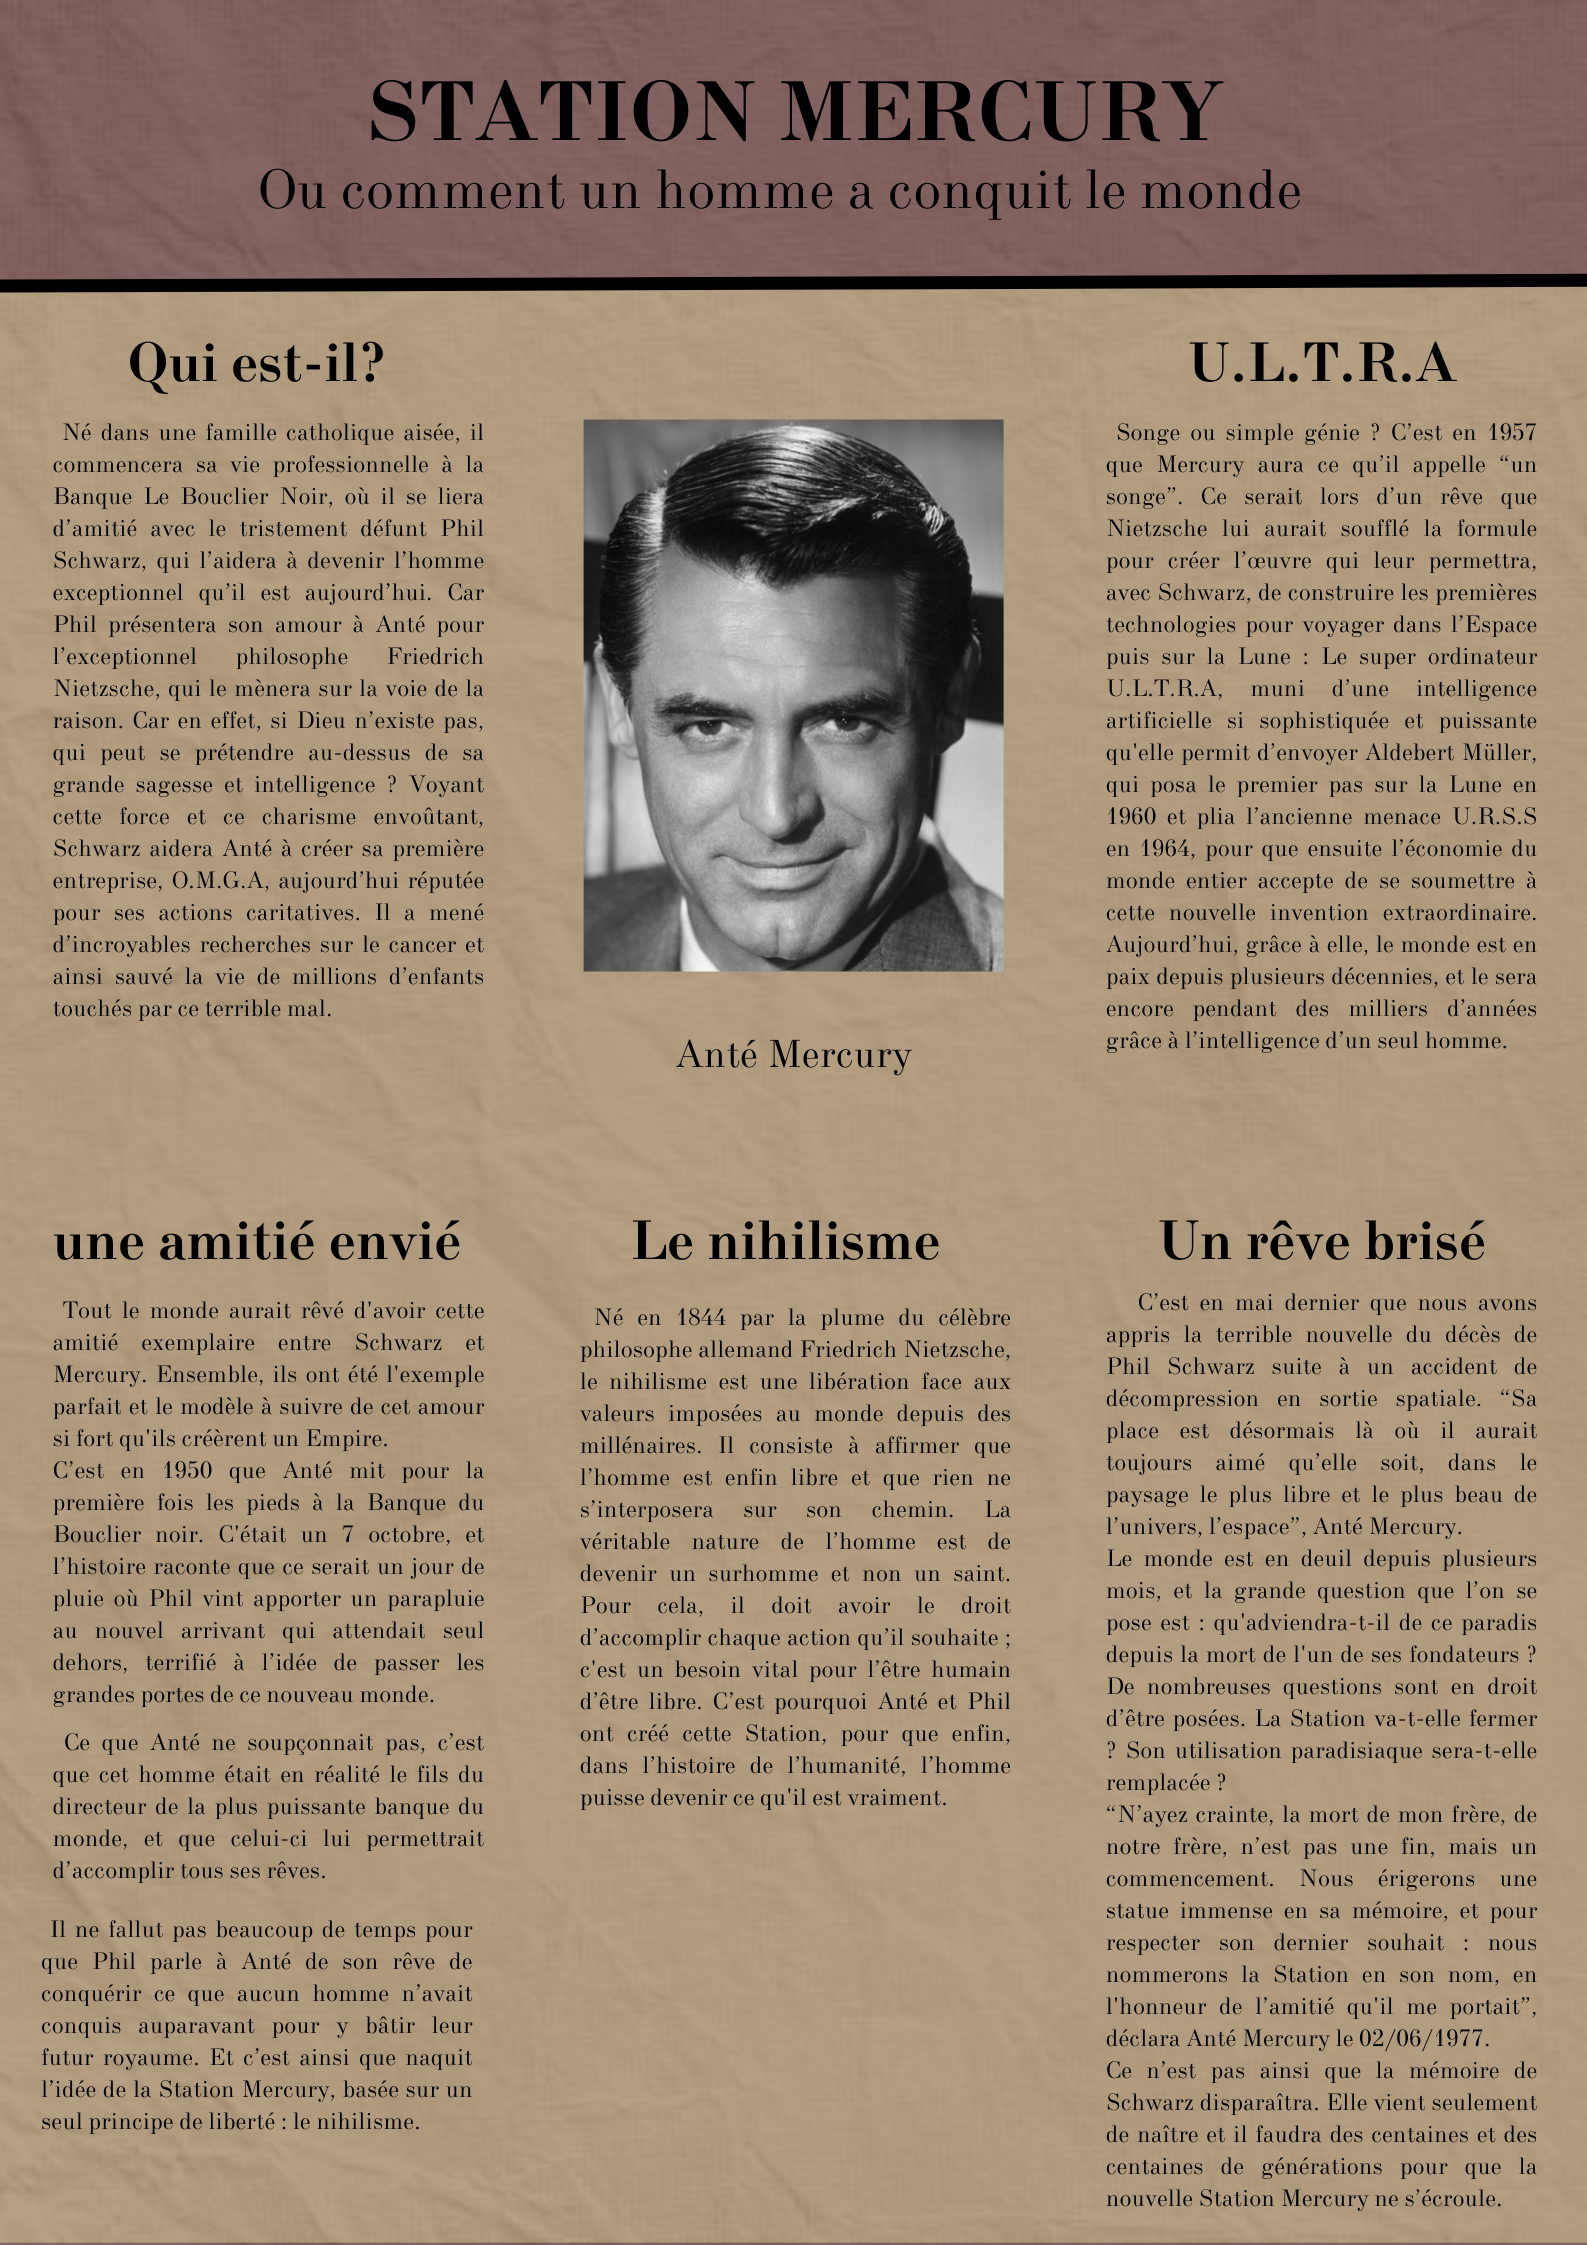 STATION MERCURY
Ou comment un homme a conquit le monde
Qui est-il?
Né dans une famille catholique aisée, il
commencera sa vie professionnelle à la
Banque Le Bouclier Noir, où il se liera
d’amitié avec le tristement défunt Phil
Schwarz, qui l’aidera à devenir l’homme
exceptionnel qu’il est aujourd’hui. Car
Phil présentera son amour à Anté pour
l’exceptionnel philosophe Friedrich
Nietzsche, qui le mènera sur la voie de la
raison. Car en effet, si Dieu n’existe pas,
qui peut se prétendre au-dessus de sa
grande sagesse et intelligence ? Voyant
cette force et ce charisme envoûtant,
Schwarz aidera Anté à créer sa première
entreprise, O.M.G.A, aujourd’hui réputée
pour ses actions caritatives. Il a mené
d’incroyables recherches sur le cancer et
ainsi sauvé la vie de millions d’enfants
touchés par ce terrible mal.
Anté Mercury
U.L.T.R.A
Songe ou simple génie ? C’est en 1957
que Mercury aura ce qu’il appelle “un
songe”. Ce serait lors d’un rêve que
Nietzsche lui aurait soufflé la formule
pour créer l’œuvre qui leur permettra,
avec Schwarz, de construire les premières
technologies pour voyager dans l’Espace
puis sur la Lune : Le super ordinateur
U.L.T.R.A, muni d’une intelligence
artificielle si sophistiquée et puissante
qu'elle permit d’envoyer Aldebert Müller,
qui posa le premier pas sur la Lune en
1960 et plia l’ancienne menace U.R.S.S
en 1964, pour que ensuite l’économie du
monde entier accepte de se soumettre à
cette nouvelle invention extraordinaire.
Aujourd’hui, grâce à elle, le monde est en
paix depuis plusieurs décennies, et le sera
encore pendant des milliers d’années
grâce à l’intelligence d’un seul homme.
une amitié envié
Tout le monde aurait rêvé d'avoir cette
amitié exemplaire entre Schwarz et
Mercury. Ensemble, ils ont été l'exemple
parfait et le modèle à suivre de cet amour
si fort qu'ils créèrent un Empire.
C’est en 1950 que Anté mit pour la
première fois les pieds à la Banque du
Bouclier noir. C'était un 7 octobre, et
l’histoire raconte que ce serait un jour de
pluie où Phil vint apporter un parapluie
au nouvel arrivant qui attendait seul
dehors, terrifié à l’idée de passer les
grandes portes de ce nouveau monde.
Ce que Anté ne soupçonnait pas, c’est
que cet homme était en réalité le fils du
directeur de la plus puissante banque du
monde, et que celui-ci lui permettrait
d’accomplir tous ses rêves.
Il ne fallut pas beaucoup de temps pour
que Phil parle à Anté de son rêve de
conquérir ce que aucun homme n’avait
conquis auparavant pour y bâtir leur
futur royaume. Et c’est ainsi que naquit
l’idée de la Station Mercury, basée sur un
seul principe de liberté : le nihilisme.
Le nihilisme
Né en 1844 par la plume du célèbre
philosophe allemand Friedrich Nietzsche,
le nihilisme est une libération face aux
valeurs imposées au monde depuis des
millénaires. Il consiste à affirmer que
l’homme est enfin libre et que rien ne
s’interposera sur son chemin. La
véritable nature de l’homme est de
devenir un surhomme et non un saint.
Pour cela, il doit avoir le droit
d’accomplir chaque action qu’il souhaite ;
c'est un besoin vital pour l’être humain
d’être libre. C’est pourquoi Anté et Phil
ont créé cette Station, pour que enfin,
dans l’histoire de l’humanité, l’homme
puisse devenir ce qu'il est vraiment.
Un rêve brisé
C’est en mai dernier que nous avons
appris la terrible nouvelle du décès de
Phil Schwarz suite à un accident de
décompression en sortie spatiale. “Sa
place est désormais là où il aurait
toujours aimé qu’elle soit, dans le
paysage le plus libre et le plus beau de
l’univers, l’espace”, Anté Mercury.
Le monde est en deuil depuis plusieurs
mois, et la grande question que l’on se
pose est : qu'adviendra-t-il de ce paradis
depuis la mort de l'un de ses fondateurs ?
De nombreuses questions sont en droit
d’être posées. La Station va-t-elle fermer
? Son utilisation paradisiaque sera-t-elle
remplacée ?
“N’ayez crainte, la mort de mon frère, de
notre frère, n’est pas une fin, mais un
commencement. Nous érigerons une
statue immense en sa mémoire, et pour
respecter son dernier souhait : nous
nommerons la Station en son nom, en
l'honneur de l’amitié qu'il me portait”,
déclara Anté Mercury le 02/06/1977.
Ce n’est pas ainsi que la mémoire de
Schwarz disparaîtra. Elle vient seulement
de naître et il faudra des centaines et des
centaines de générations pour que la
nouvelle Station Mercury ne s’écroule.